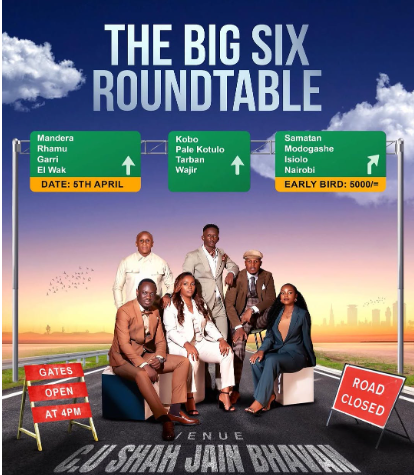 THE BIG SIX
ROUNDTABLE
Mandera
Rhamu
Garri
El Wak
DATE: 5TH APRIL
Kobo
Pale Kotulo
Tarban
Wajir
Samatan
Modogashe
Isiolo
Nairobi
EARLY BIRD: 5000/=
GATES
OPEN
AT 4PM
ROAD
CLOSED
VENUE
C.U SHAH JAIN BHAVAN